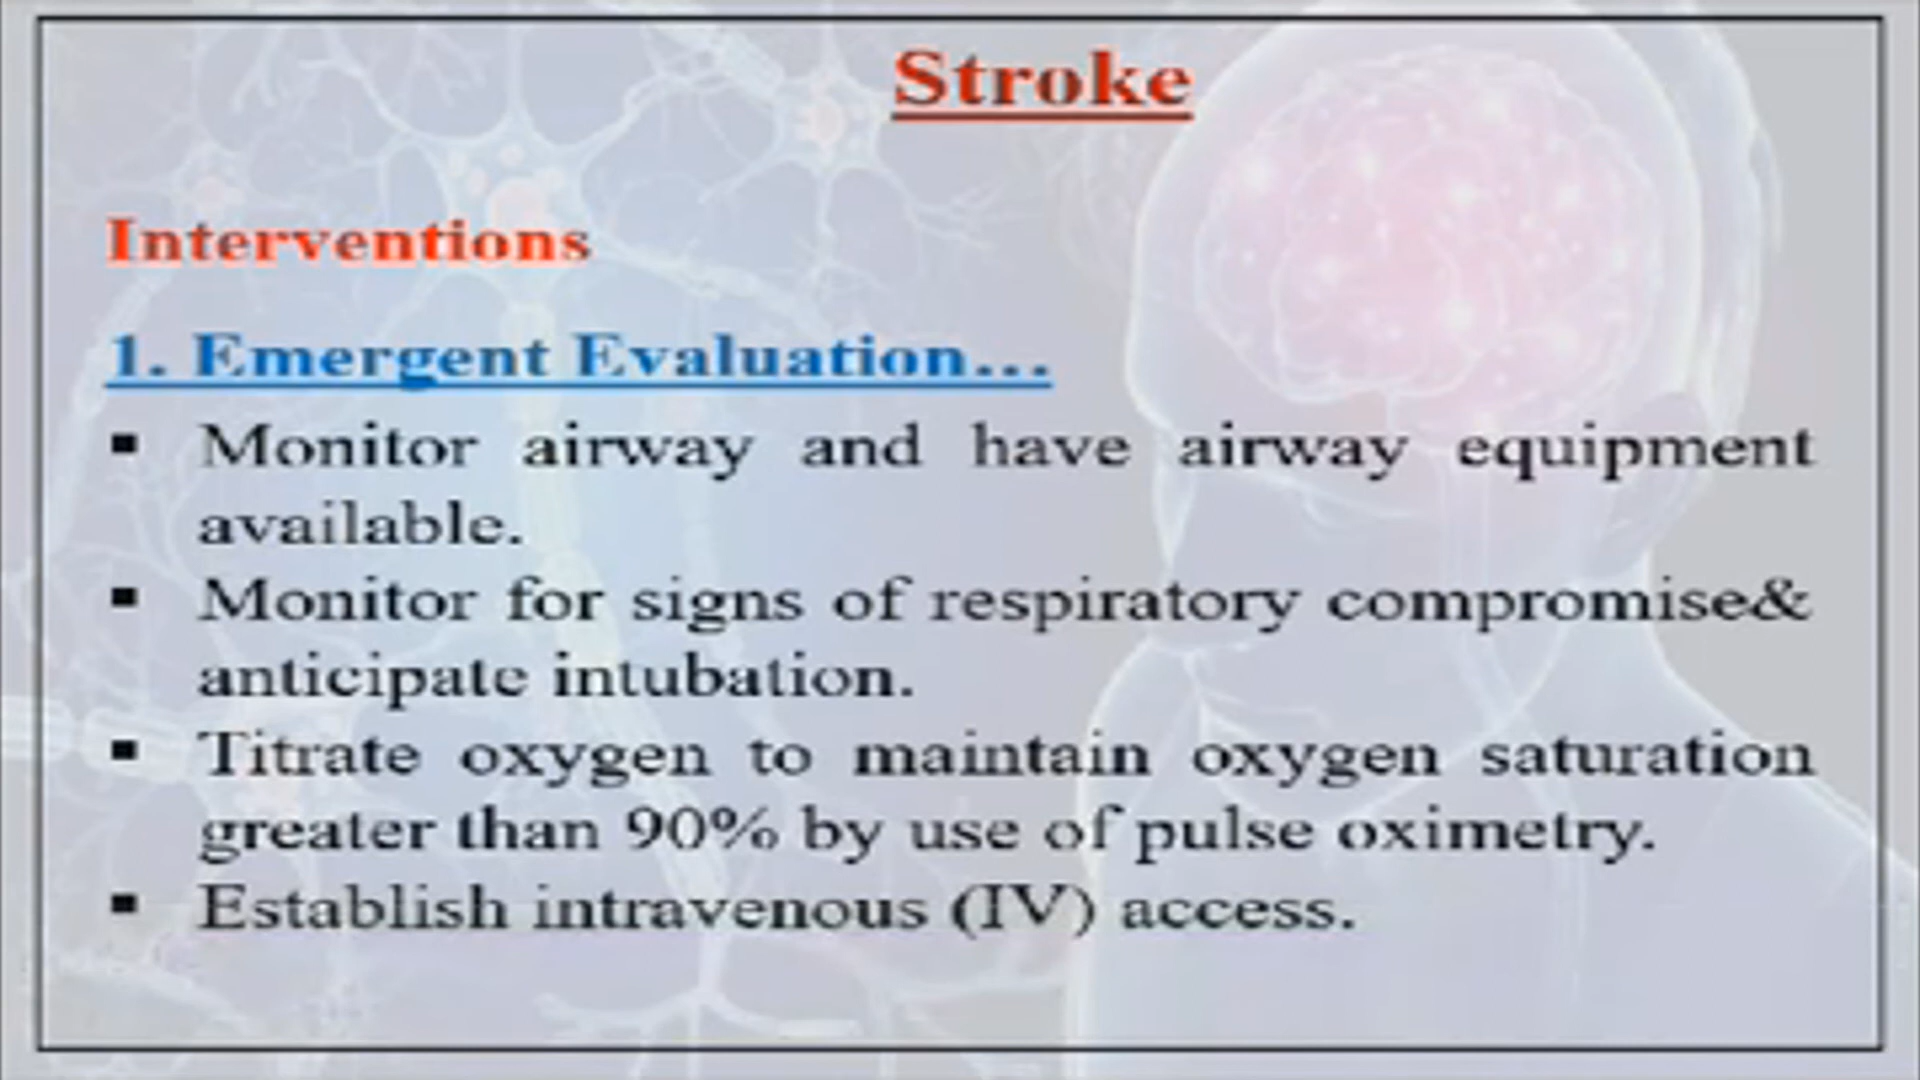 Stroke
Interventions
1. Emergent Evaluation...
▪ Monitor airway and have airway equipment
available.
▪ Monitor for signs of respiratory compromise&
anticipate intubation.
▪ Titrate oxygen to maintain oxygen saturation
greater than 90% by use of pulse oximetry.
▪ Establish intravenous (IV) access.